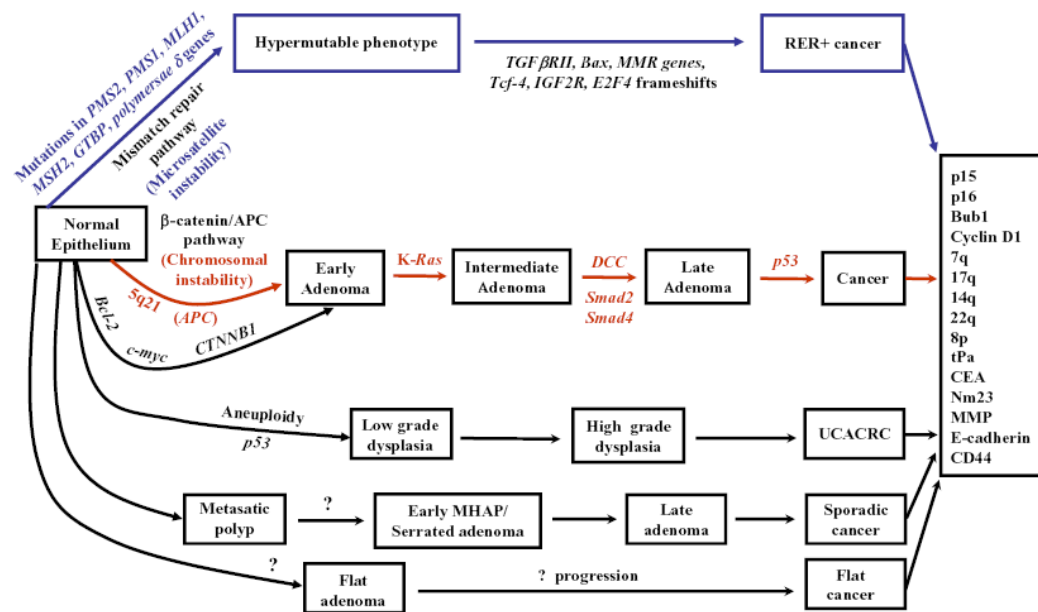 Mutations in PMS2, PMS1, MLH1,
MSH2, GTBP, polymersae δ genes
Mismatch repair
pathway
(Microsatellite
instability)
Hypermutable phenotype
TGFβRII, Bax, MMR genes,
Tcf-4, IGF2R, E2F4 frameshifts
RER+ cancer
Normal
Epithelium
β-catenin/APC
pathway
(Chromosomal
instability)
5q21
(APC)
Bcl-2
c-myc
CTNNB1
Early
Adenoma
K-Ras
Intermediate
Adenoma
DCC
Smad2
Smad4
Late
Adenoma
p53
Cancer
p15
p16
Bub1
Cyclin D1
7q
17q
14q
22q
8p
tPa
CEA
Nm23
MMP
E-cadherin
CD44
Aneuploidy
p53
Low grade
dysplasia
High grade
dysplasia
UCACRC
Metasatic
polyp
?
Early MHAP/
Serrated adenoma
Late
adenoma
Sporadic
cancer
?
Flat
adenoma
? progression
Flat
cancer